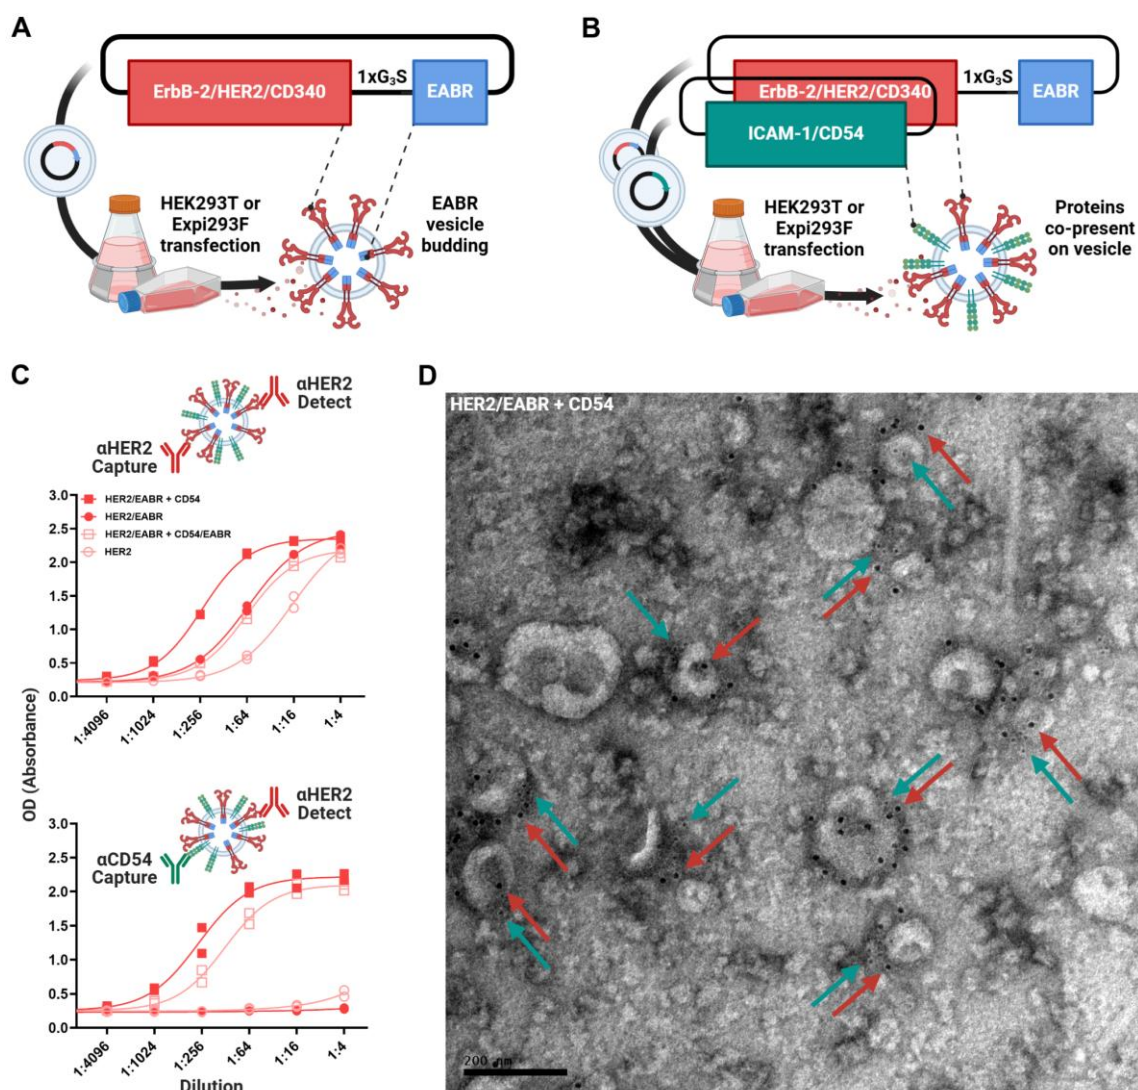 A
ErbB-2/HER2/CD340
1xG₃S
EABR
HEK293T or
Expi293F
transfection
EABR
vesicle
budding
B
ErbB-2/HER2/CD340
1xG₃S
EABR
ICAM-1/CD54
HEK293T or
Expi293F
transfection
Proteins
co-present
on vesicle
C
αHER2
Detect
αHER2
Capture
HER2/EABR + CD54
HER2/EABR
HER2/EABR + CD54/EABR
HER2
3.0
2.5
2.0
1.5
1.0
0.5
0.0
1:4096
1:1024
1:256
1:64
1:16
1:4
OD (Absorbance)
αHER2
Detect
αCD54
Capture
3.0
2.5
2.0
1.5
1.0
0.5
0.0
1:4096
1:1024
1:256
1:64
1:16
1:4
Dilution
D
HER2/EABR + CD54
200 nm